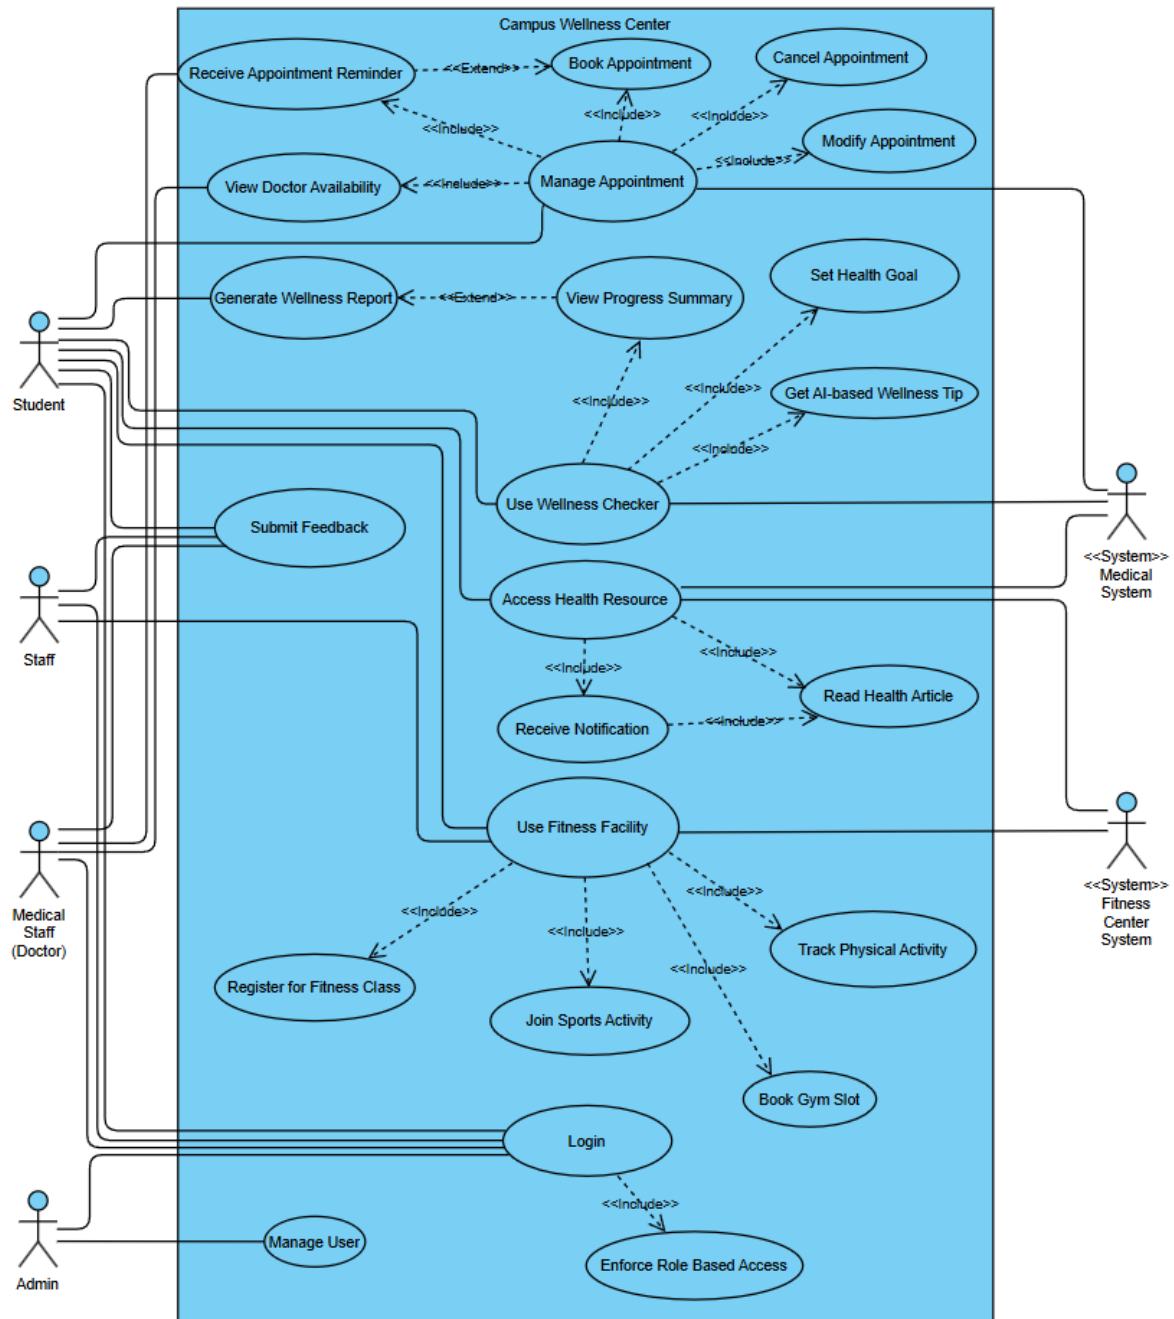 Campus Wellness Center
Receive Appointment Reminder
<<Extend>>
Book Appointment
Cancel Appointment
<<Include>>
<<Include>>
<<Include>>
Modify Appointment
<<Include>>
View Doctor Availability
<<Include>>
Manage Appointment
Set Health Goal
Generate Wellness Report
<<Extend>>
View Progress Summary
Student
<<Include>>
<<Include>>
Get AI-based Wellness Tip
<<Include>>
Use Wellness Checker
Submit Feedback
<<System>>
Medical
System
Access Health Resource
Staff
<<Include>>
<<Include>>
Read Health Article
Receive Notification
<<Include>>
Use Fitness Facility
Medical
Staff
(Doctor)
<<System>>
Fitness
Center
System
<<Include>>
<<Include>>
<<Include>>
<<Include>>
Track Physical Activity
Register for Fitness Class
Join Sports Activity
Book Gym Slot
Login
<<Include>>
Manage User
Enforce Role Based Access
Admin